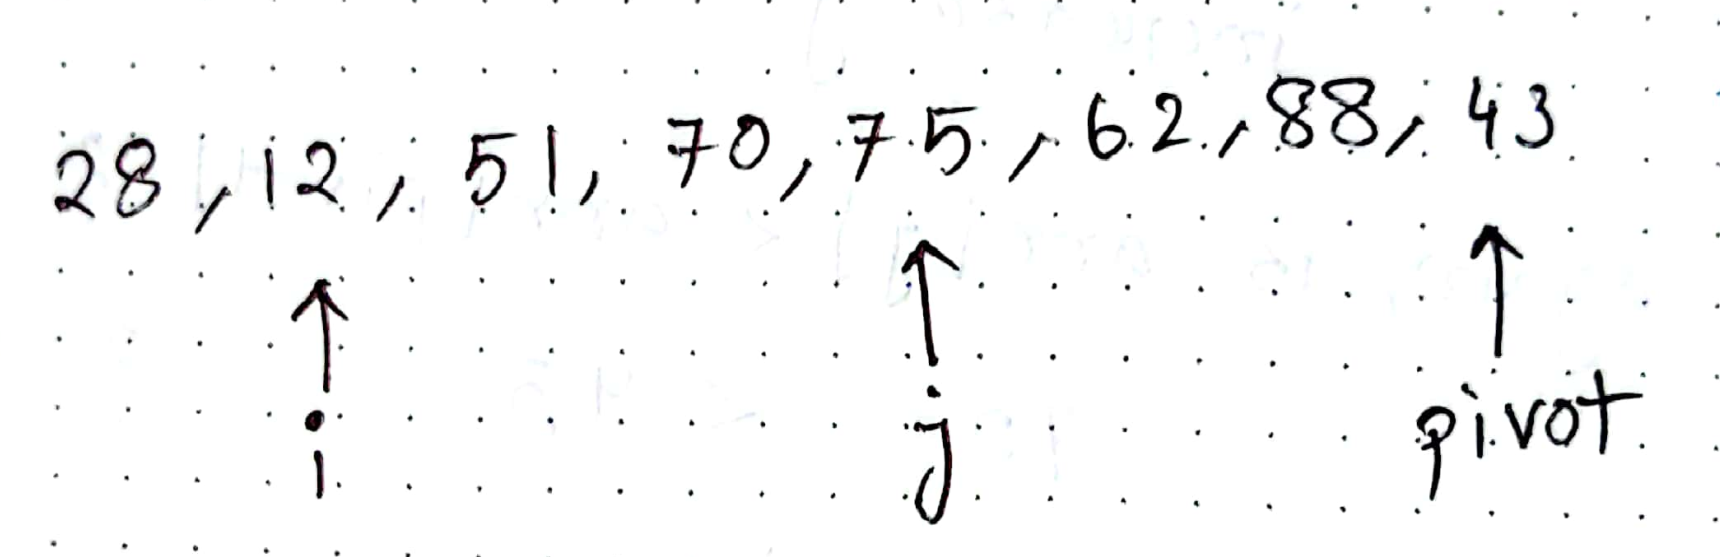 28, 12, 51, 70, 75, 62, 88, 43
↑ ↑ ↑
i j pivot